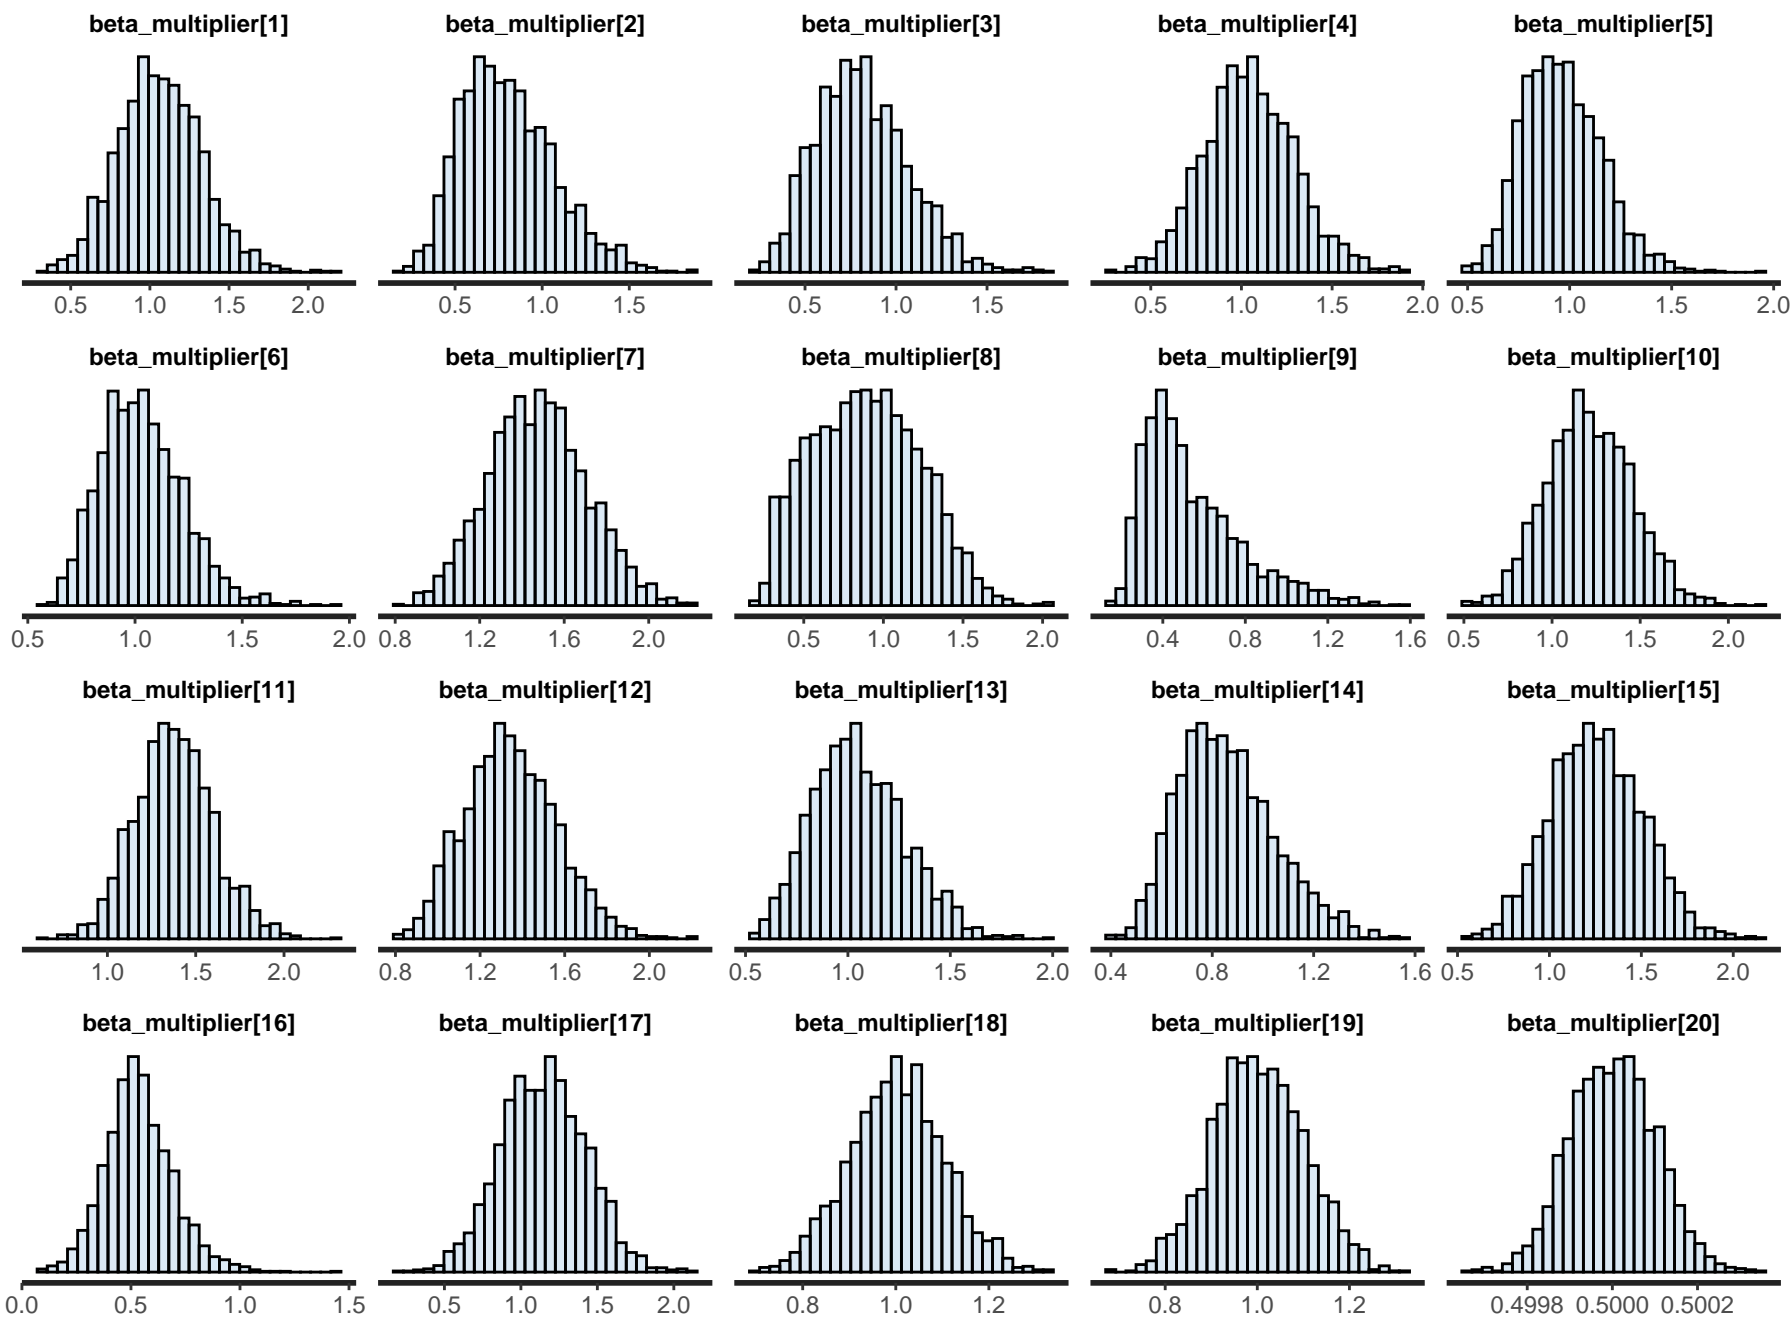 beta_multiplier[1] beta_multiplier[2] beta_multiplier[3] beta_multiplier[4] beta_multiplier[5]
0.5 1.0 1.5 2.0 0.5 1.0 1.5 0.5 1.0 1.5 0.5 1.0 1.5 2.0 0.5 1.0 1.5 2.0
beta_multiplier[6] beta_multiplier[7] beta_multiplier[8] beta_multiplier[9] beta_multiplier[10]
0.5 1.0 1.5 2.0 0.8 1.2 1.6 2.0 0.5 1.0 1.5 2.0 0.4 0.8 1.2 1.6 0.5 1.0 1.5 2.0
beta_multiplier[11] beta_multiplier[12] beta_multiplier[13] beta_multiplier[14] beta_multiplier[15]
1.0 1.5 2.0 0.8 1.2 1.6 2.0 0.5 1.0 1.5 2.0 0.4 0.8 1.2 1.6 0.5 1.0 1.5 2.0
beta_multiplier[16] beta_multiplier[17] beta_multiplier[18] beta_multiplier[19] beta_multiplier[20]
0.0 0.5 1.0 1.5 0.5 1.0 1.5 2.0 0.8 1.0 1.2 0.8 1.0 1.2 0.4998 0.5000 0.5002